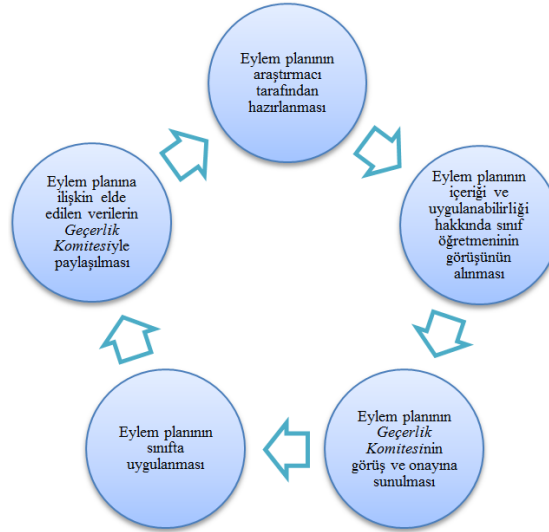 Eylem planının
araştırmacı
tarafından
hazırlanması
Eylem planının
içeriği ve
uygulanabilirliği
hakkında sınıf
öğretmeninin
görüşünün
alınması
Eylem planının
Geçerlik
Komitesinin
görüş ve onayına
sunulması
Eylem planının
sınıfta
uygulanması
Eylem planına
ilişkin elde
edilen verilerin
Geçerlik
Komitesiyle
paylaşılması